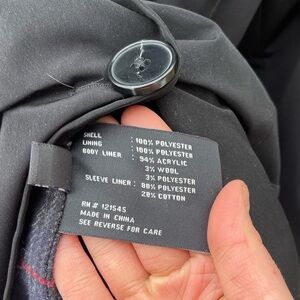 SHELL : 100% POLYESTER
LINING : 100% POLYESTER
BODY LINER : 94% ACRYLIC
3% WOOL
3% POLYESTER
SLEEVE LINER : 80% POLYESTER
20% COTTON
RN# 121545
MADE IN CHINA
SEE REVERSE FOR CARE